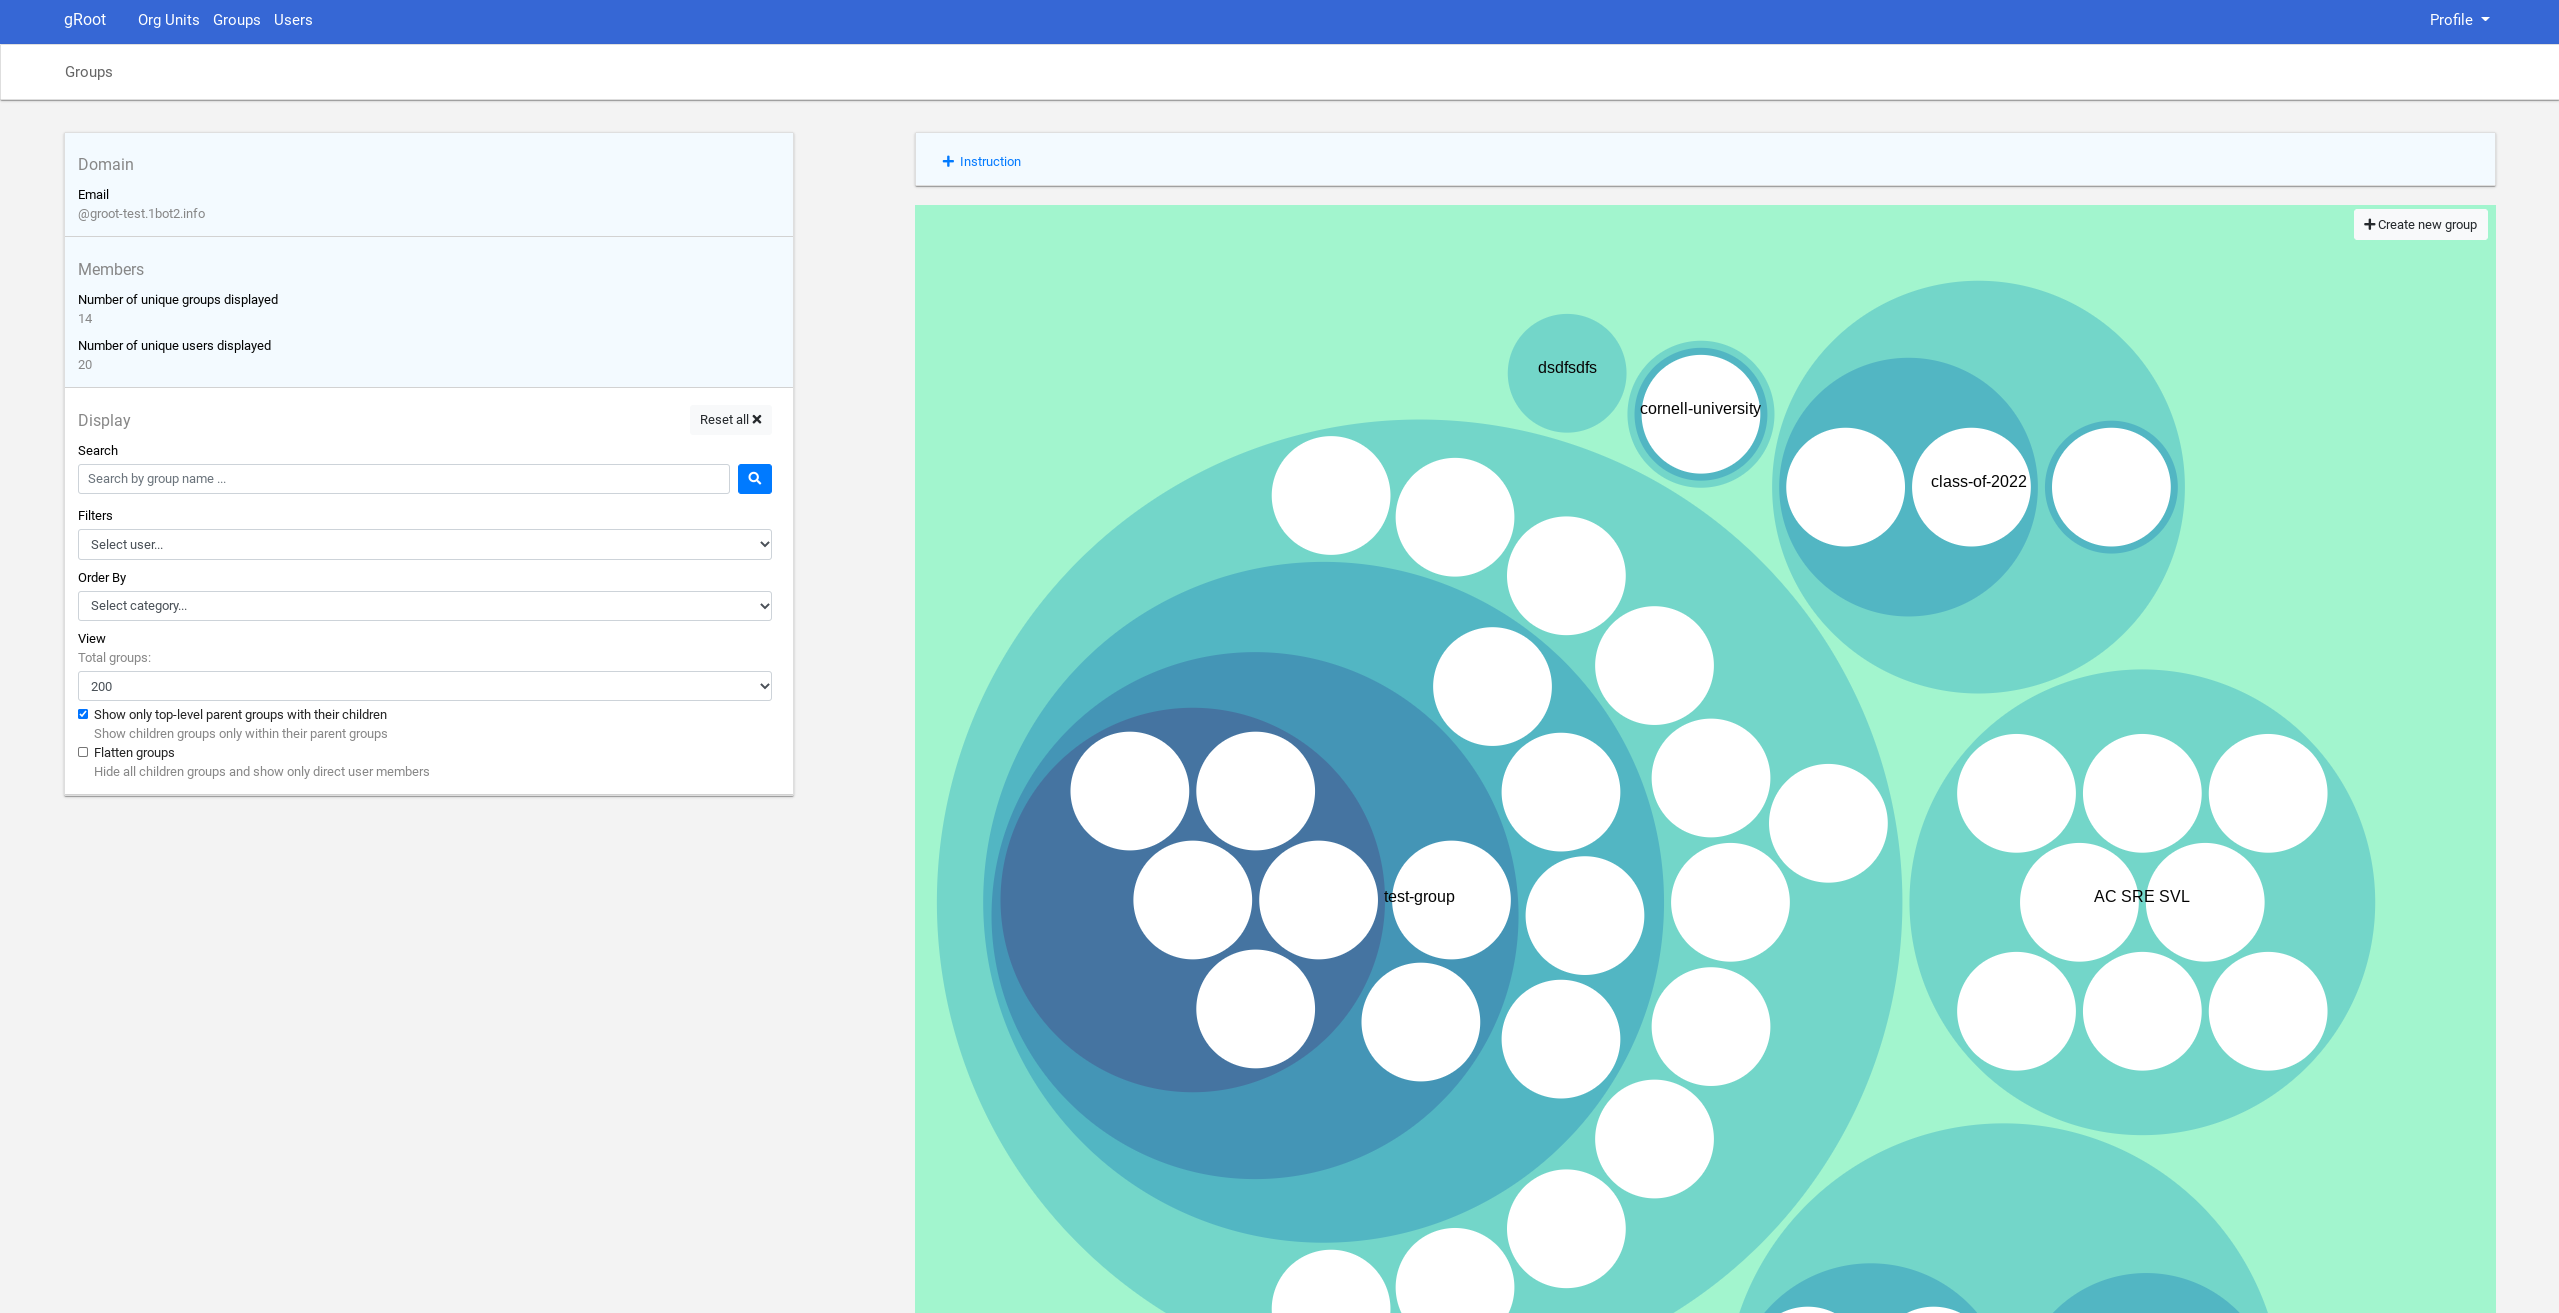 gRoot Org Units Groups Users Profile
Groups
Domain
Email
@groot-test.1bot2.info
Members
Number of unique groups displayed
14
Number of unique users displayed
20
Display
Reset all
Search
Search by group name ...
Filters
Select user...
Order By
Select category...
View
Total groups:
200
Show only top-level parent groups with their children
Show children groups only within their parent groups
Flatten groups
Hide all children groups and show only direct user members
Instruction
Create new group
dsdfsdfs
cornell-university
class-of-2022
test-group
AC SRE SVL